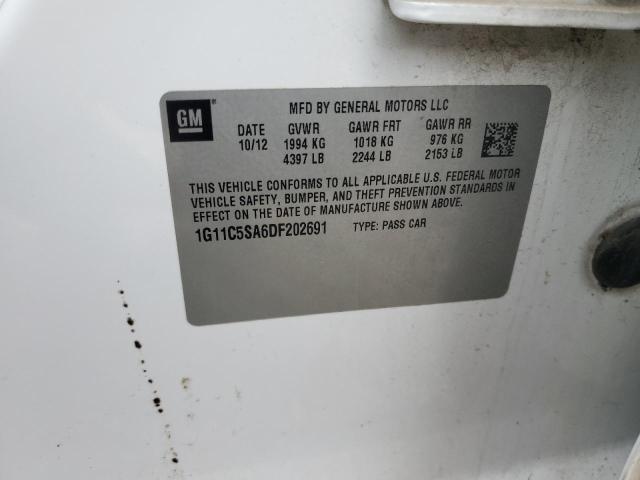 GM
MFD BY GENERAL MOTORS LLC
DATE GVWR GAWR FRT GAWR RR
10/12 1994 KG 1018 KG 976 KG
4397 LB 2244 LB 2153 LB
THIS VEHICLE CONFORMS TO ALL APPLICABLE U.S. FEDERAL MOTOR
VEHICLE SAFETY, BUMPER, AND THEFT PREVENTION STANDARDS IN
EFFECT ON THE DATE OF MANUFACTURE SHOWN ABOVE.
1G11C5SA6DF202691 TYPE: PASS CAR